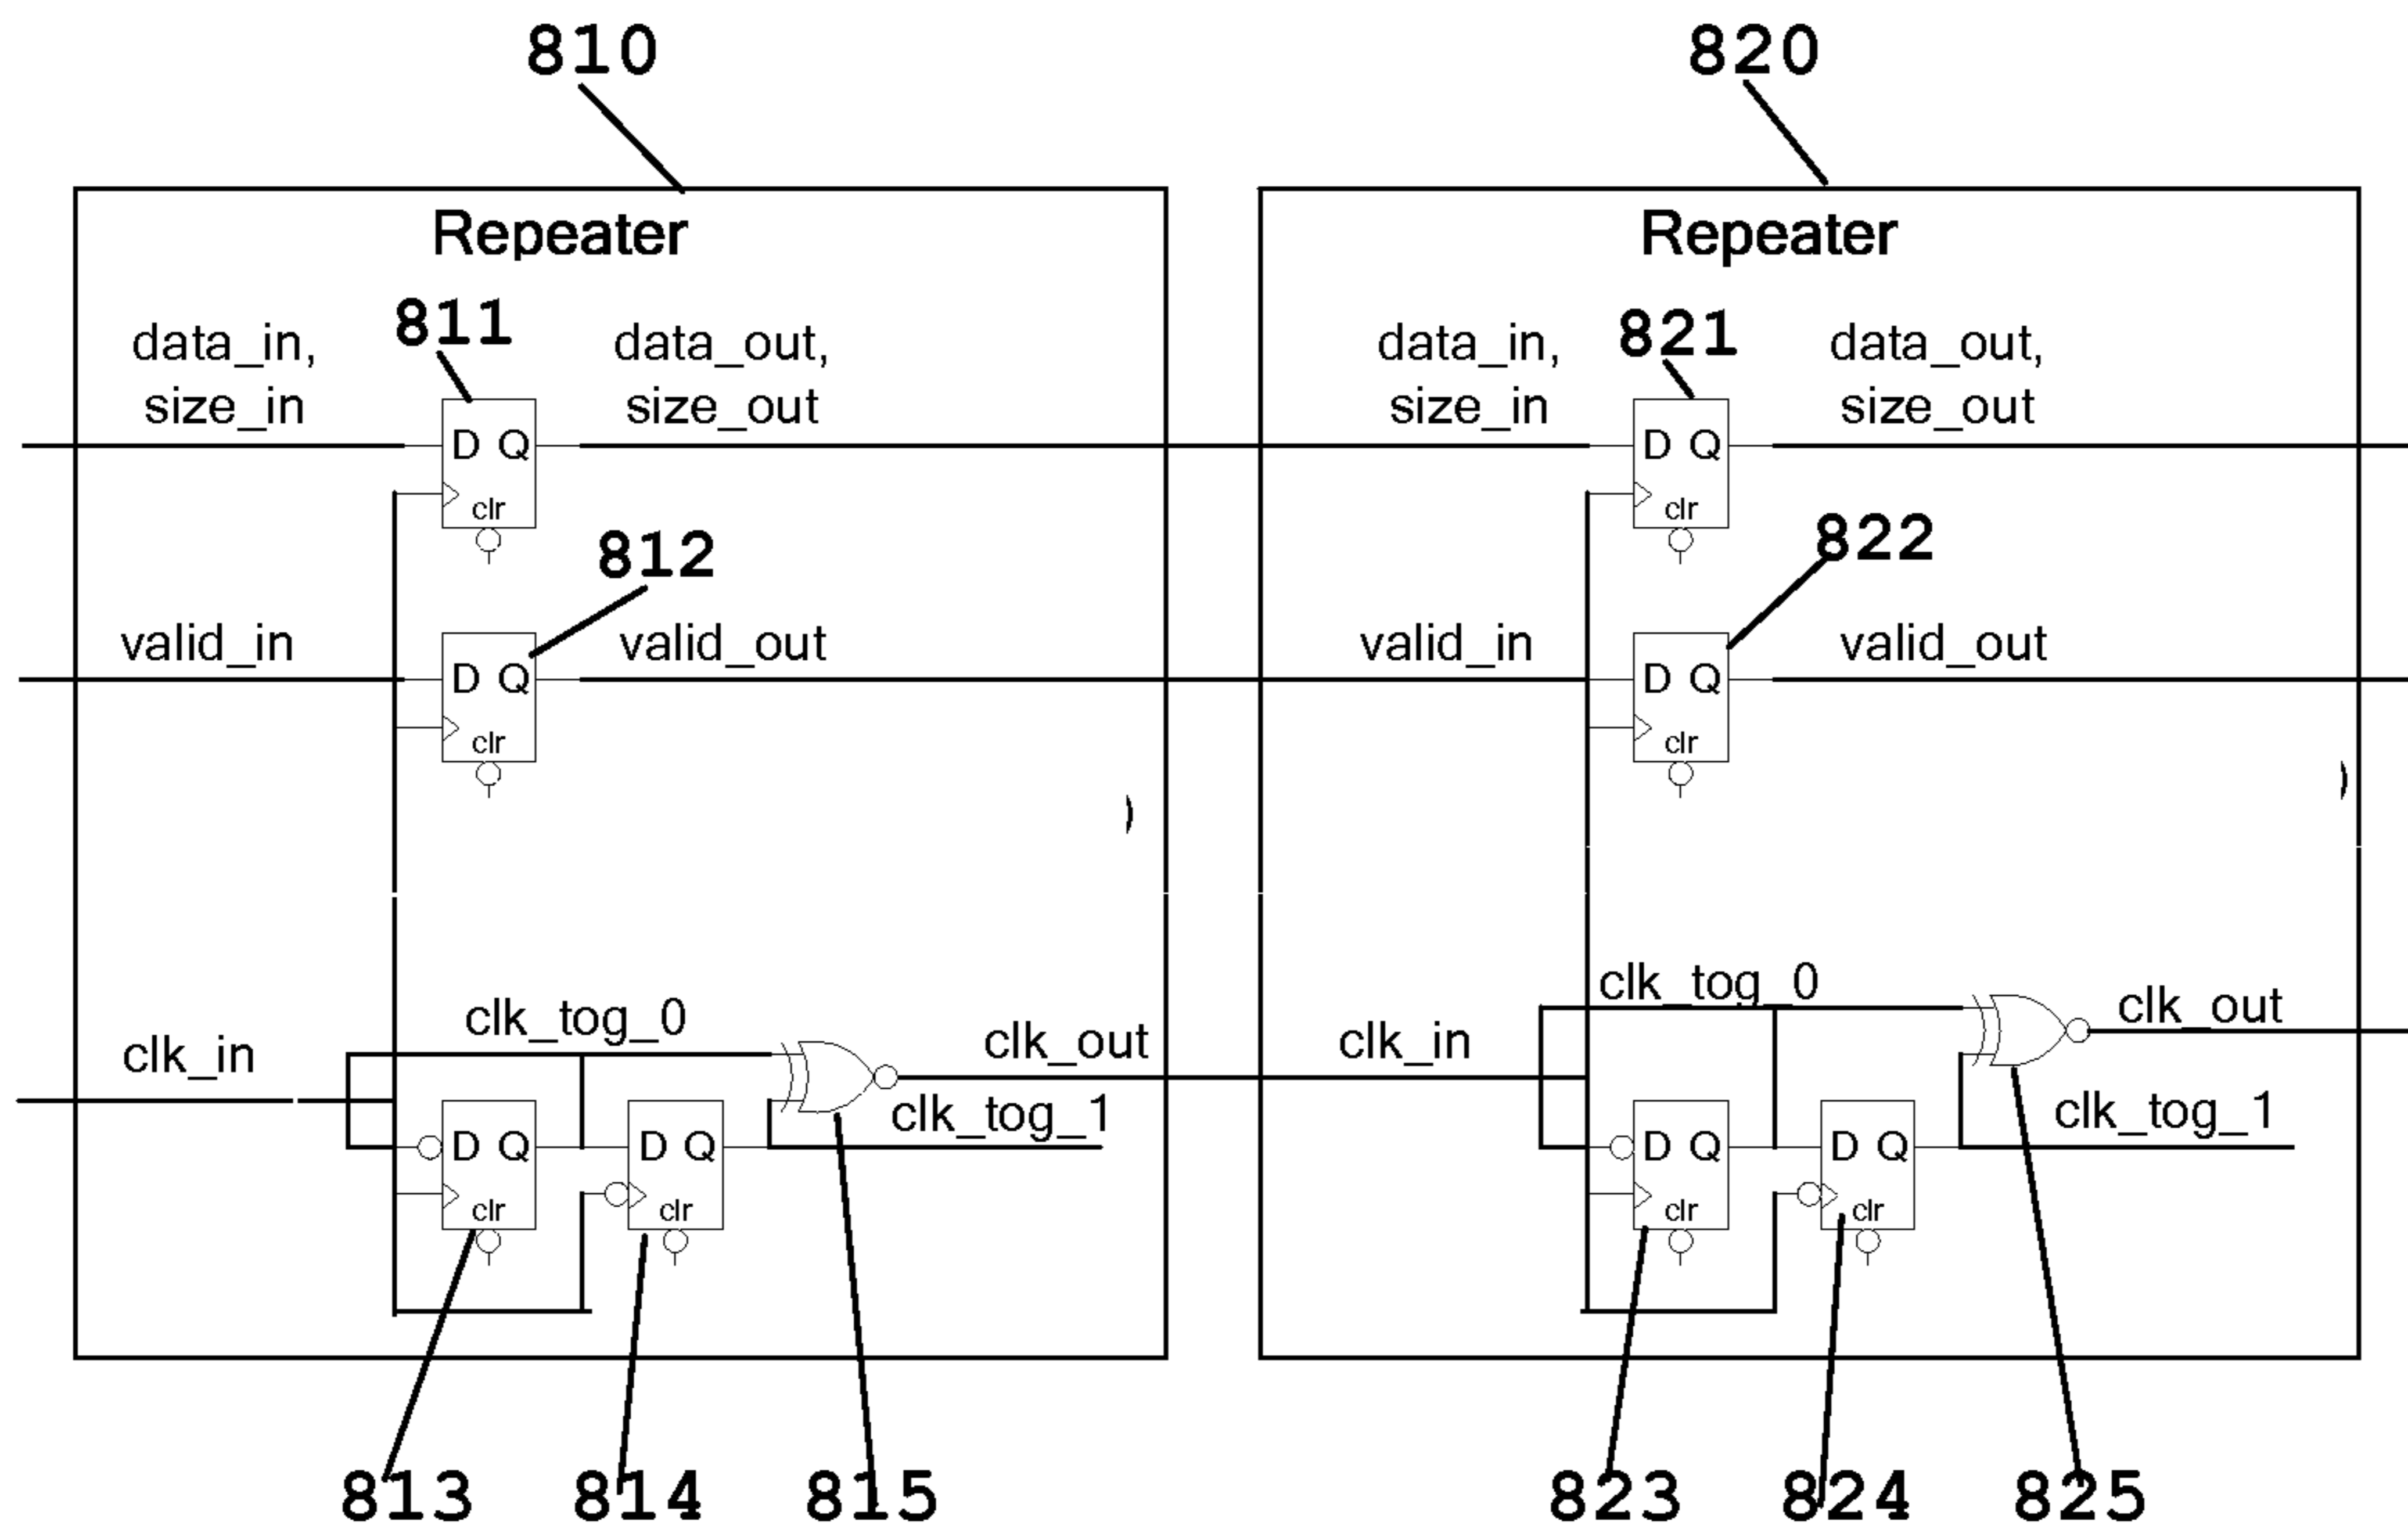 810
820
Repeater
Repeater
data_in,
size_in
811
data_out,
size_out
data_in,
size_in
821
data_out,
size_out
D Q
clr
D Q
clr
812
822
valid_in
valid_out
valid_in
valid_out
D Q
clr
D Q
clr
)
)
clk_in
clk_tog_0
clk_out
clk_tog_1
clk_in
clk_tog_0
clk_out
clk_tog_1
D Q
clr
D Q
clr
D Q
clr
D Q
clr
813
814
815
823
824
825